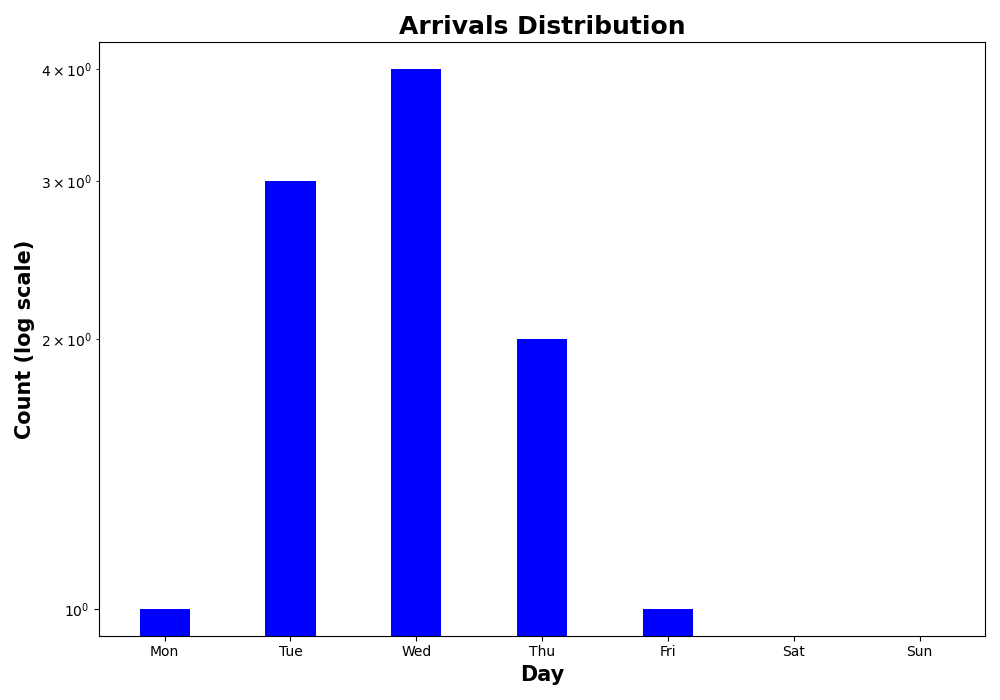 Arrivals Distribution
4 × 10⁰
3 × 10⁰
2 × 10⁰
10⁰
Count (log scale)
Mon Tue Wed Thu Fri Sat Sun
Day